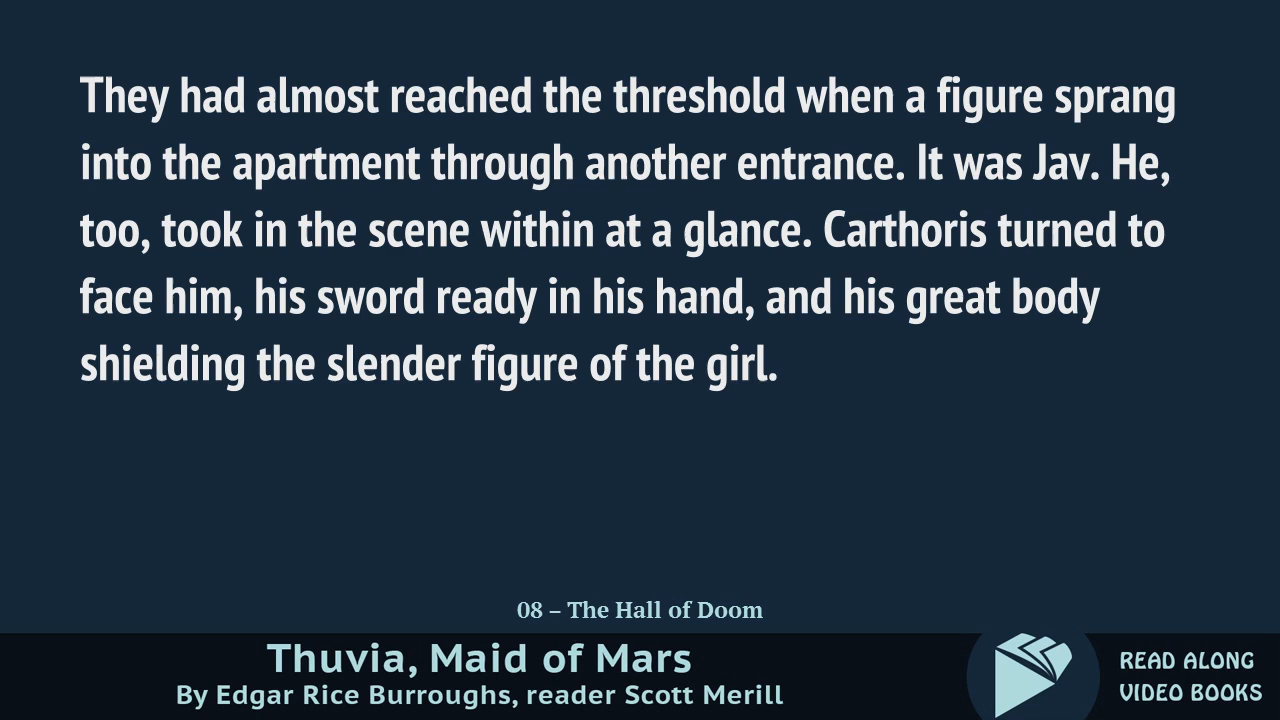 They had almost reached the threshold when a figure sprang
into the apartment through another entrance. It was Jav. He,
too, took in the scene within at a glance. Carthoris turned to
face him, his sword ready in his hand, and his great body
shielding the slender figure of the girl.
08 – The Hall of Doom
Thuvia, Maid of Mars
By Edgar Rice Burroughs, reader Scott Merill
READ ALONG
VIDEO BOOKS